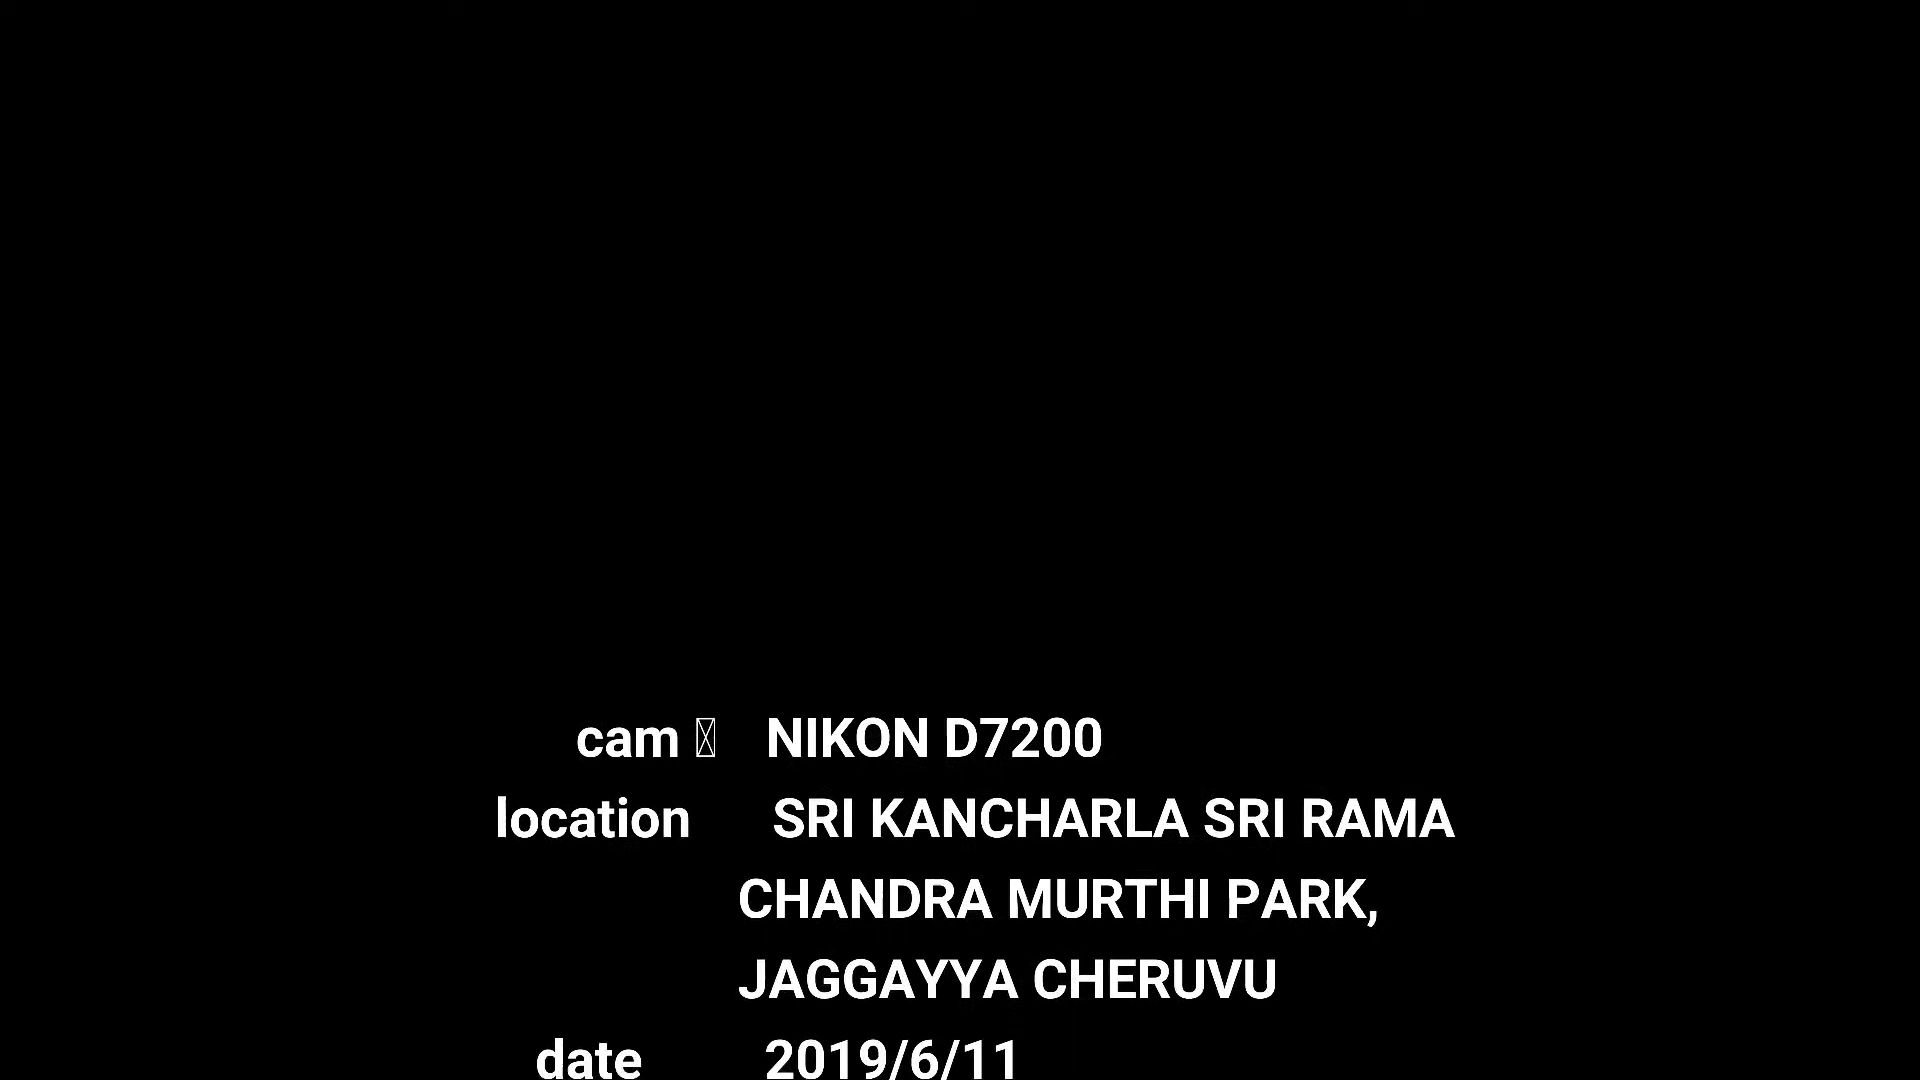 cam NIKON D7200
location SRI KANCHARLA SRI RAMA
CHANDRA MURTHI PARK,
JAGGAYYA CHERUVU
date 2019/6/11